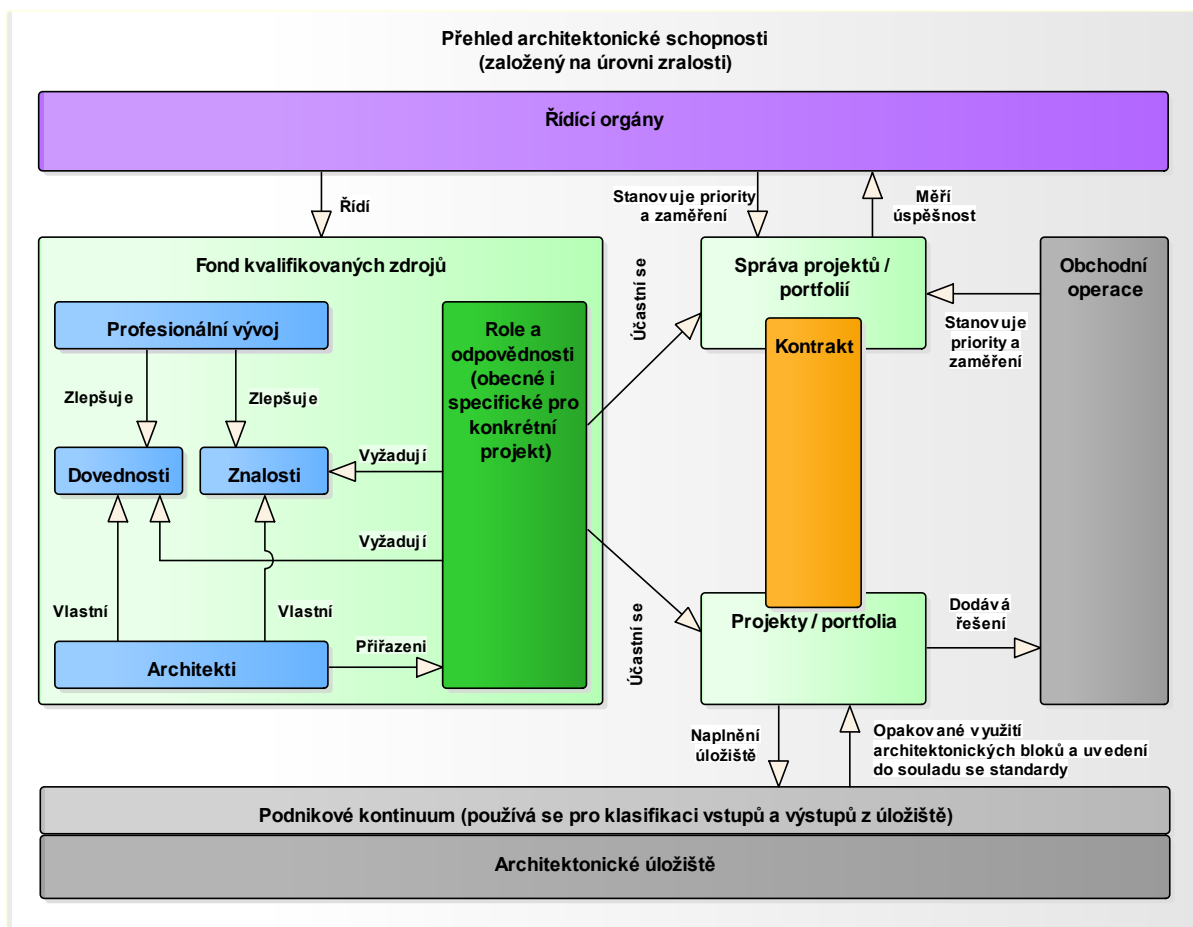 Přehled architektonické schopnosti
(založený na úrovni zralosti)
Řídící orgány
Řídí
Stanovuje priority
a zaměření
Měří
úspěšnost
Fond kvalifikovaných zdrojů
Profesionální vývoj
Zlepšuje
Zlepšuje
Dovednosti
Znalosti
Vyžadují
Vyžadují
Vlastní
Vlastní
Architekti
Přiřazeni
Role a
odpovědnosti
(obecné i
specifické pro
konkrétní
projekt)
Účastní se
Účastní se
Správa projektů /
portfolií
Kontrakt
Projekty / portfolia
Obchodní
operace
Stanovuje
priority a
zaměření
Dodává
řešení
Naplnění
úložiště
Opakované využití
architektonických bloků a uvedení
do souladu se standardy
Podnikové kontinuum (používá se pro klasifikaci vstupů a výstupů z úložiště)
Architektonické úložiště